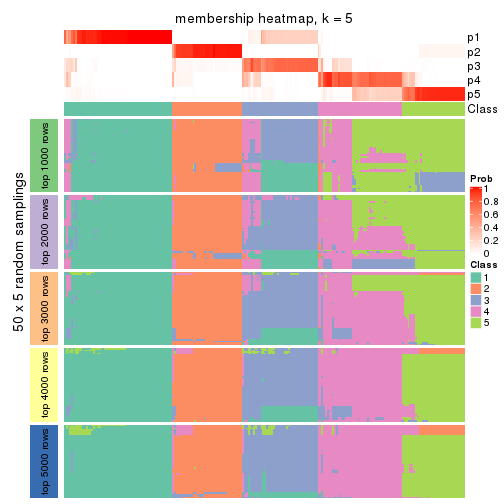 membership heatmap, k = 5
p1
p2
p3
p4
p5
Class
50 x 5 random samplings
top 1000 rows
top 2000 rows
top 3000 rows
top 4000 rows
top 5000 rows
Prob
1
0.8
0.6
0.4
0.2
0
Class
1
2
3
4
5